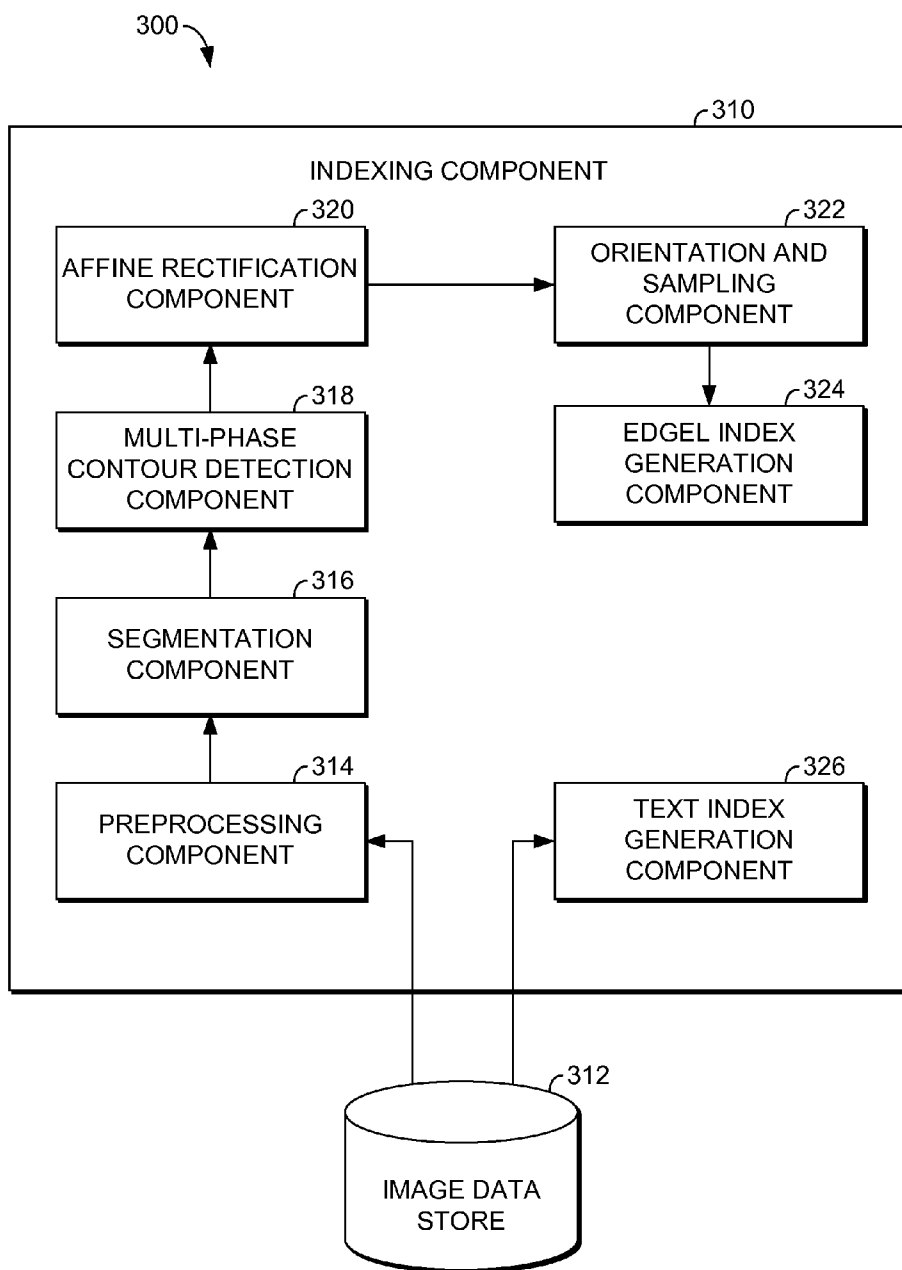 300
310
INDEXING COMPONENT
320
AFFINE RECTIFICATION
COMPONENT
322
ORIENTATION AND
SAMPLING
COMPONENT
318
MULTI-PHASE
CONTOUR DETECTION
COMPONENT
324
EDGEL INDEX
GENERATION
COMPONENT
316
SEGMENTATION
COMPONENT
314
PREPROCESSING
COMPONENT
326
TEXT INDEX
GENERATION
COMPONENT
312
IMAGE DATA
STORE